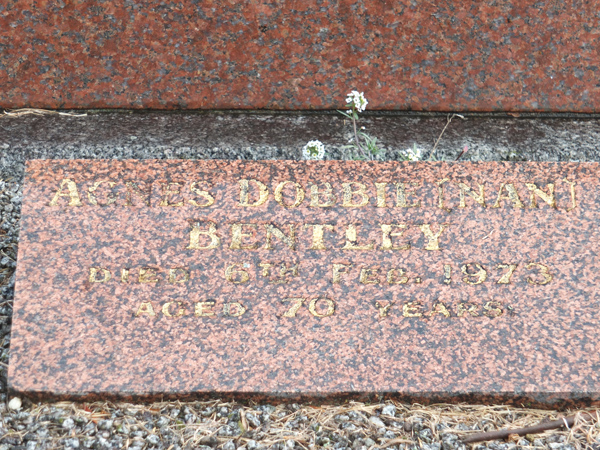 AGNES DOBBIE (NAN)
BENTLEY
DIED 6TH FEB. 1973
AGED 70 YEARS.